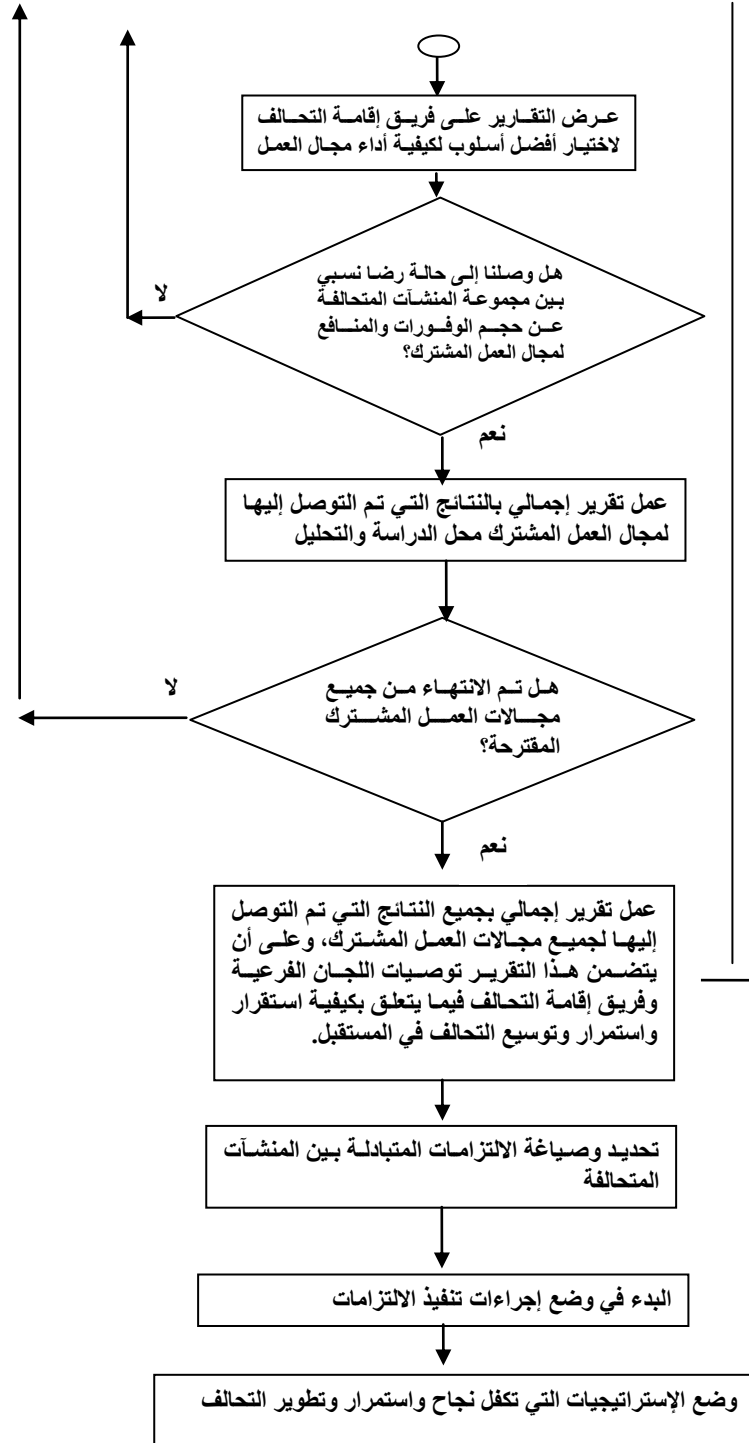 عرض التقارير على فريق إقامة التحالف
لاختيار أفضل أسلوب لكيفية أداء مجال العمل
هل وصلنا إلى حالة رضا نسبي
بين مجموعة المنشآت المتحالفة
عن حجم الوفورات والمنافع
لمجال العمل المشترك؟
لا
نعم
عمل تقرير إجمالي بالنتائج التي تم التوصل إليها
لمجال العمل المشترك محل الدراسة والتحليل
هل تم الانتهاء من جميع
مجالات العمل المشترك
المقترحة؟
لا
نعم
عمل تقرير إجمالي بجميع النتائج التي تم التوصل
إليها لجميع مجالات العمل المشترك، وعلى أن
يتضمن هذا التقرير توصيات اللجان الفرعية
وفريق إقامة التحالف فيما يتعلق بكيفية استقرار
واستمرار وتوسيع التحالف في المستقبل.
تحديد وصياغة الالتزامات المتبادلة بين المنشآت
المتحالفة
البدء في وضع إجراءات تنفيذ الالتزامات
وضع الإستراتيجيات التي تكفل نجاح واستمرار وتطوير التحالف